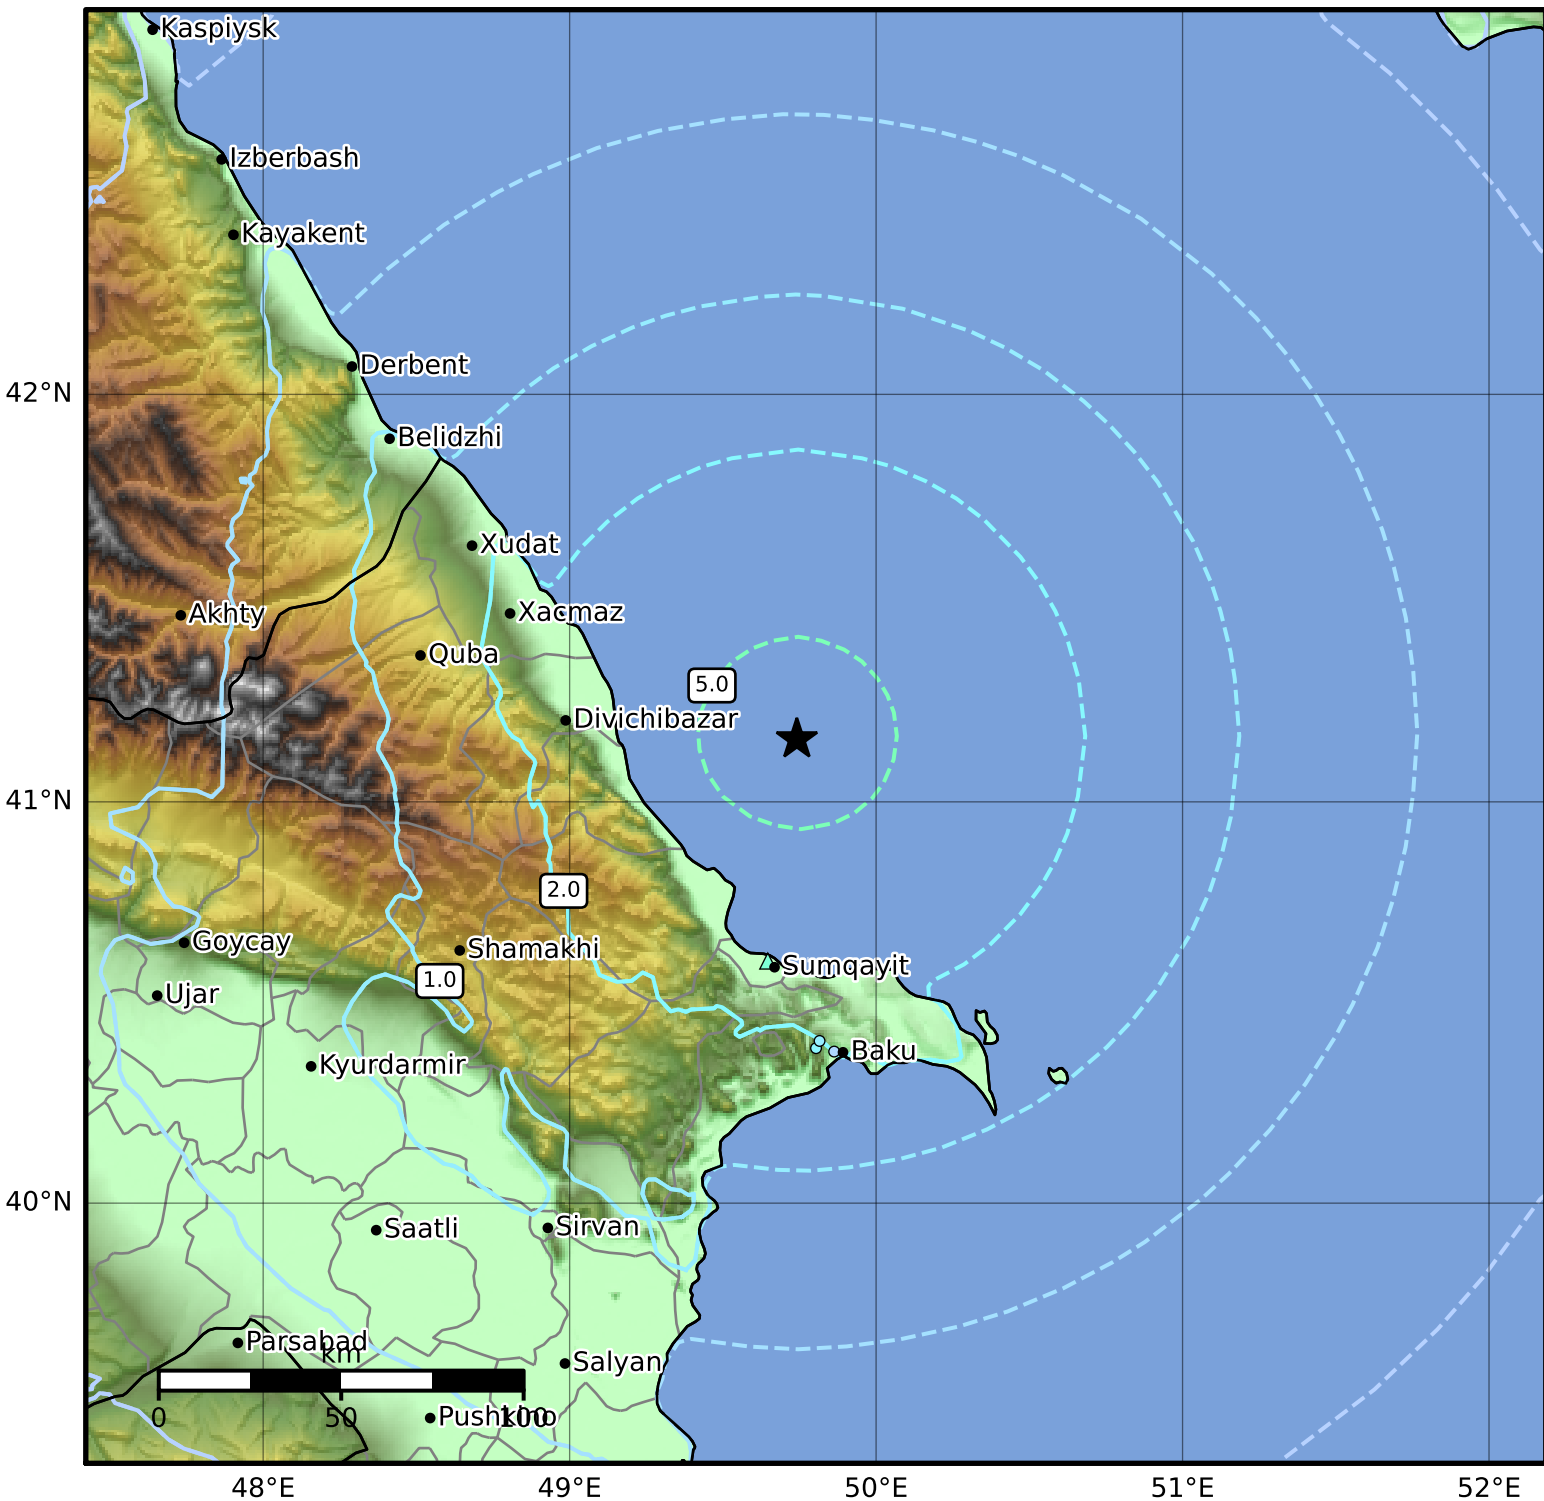 Kaspiysk
Izberbash
Kayakent
Derbent
42°N
Belidzhi
Xudat
Xacmaz
Akhty
Quba
5.0
Divichibazar
41°N
2.0
Goycay
Shamakhi
Sumqayit
1.0
Ujar
Baku
Kyurdarmir
40°N
Saatli
Sirvan
Parsabad
km
Salyan
0 50 100
Pushkino
48°E 49°E 50°E 51°E 52°E